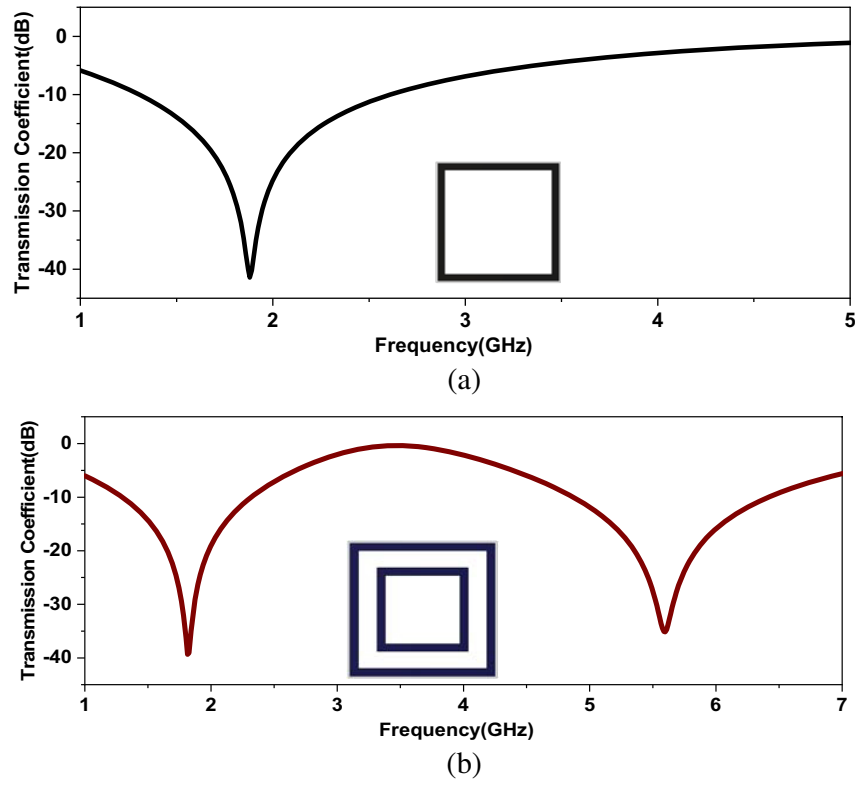 Transmission Coefficient(dB)
0
-10
-20
-30
-40
1 2 3 4 5
Frequency(GHz)
(a)
Transmission Coefficient(dB)
0
-10
-20
-30
-40
1 2 3 4 5 6 7
Frequency(GHz)
(b)